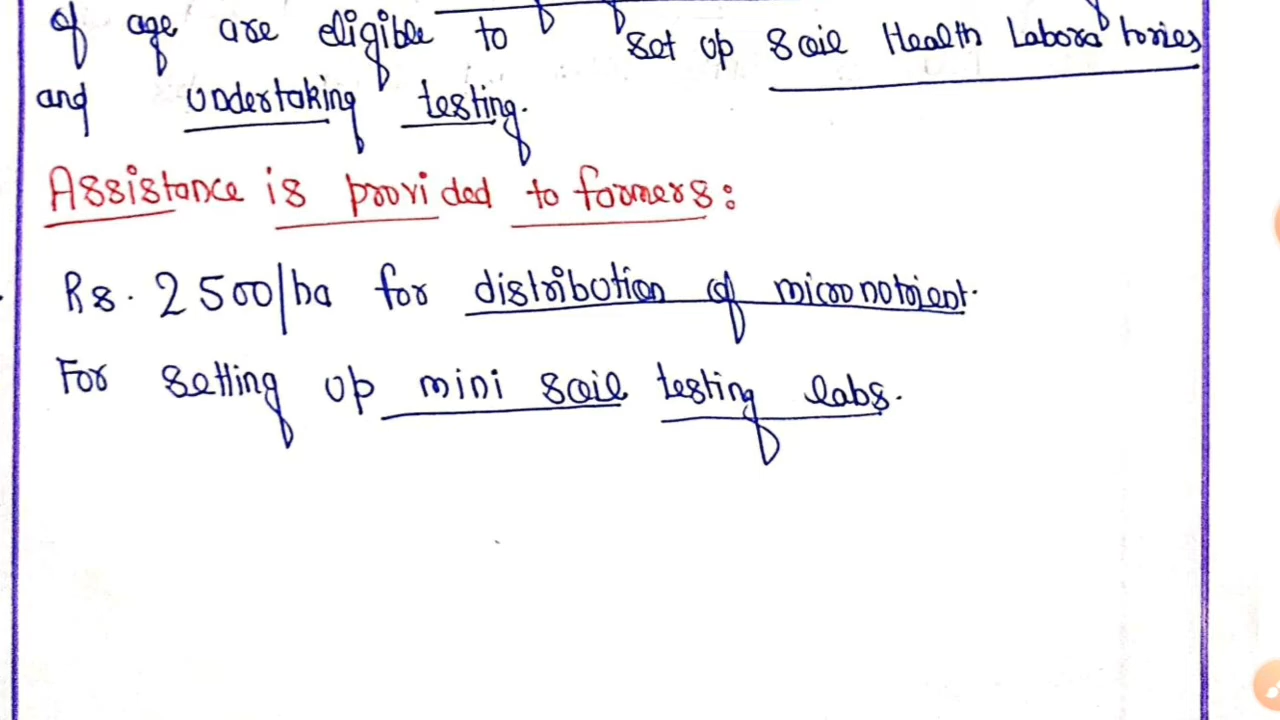 of age are eligible to set up Soil Health Laboratories
and undertaking testing.
Assistance is provided to farmers:
Rs. 2500/ha for distribution of micronutrient.
For setting up mini soil testing labs.